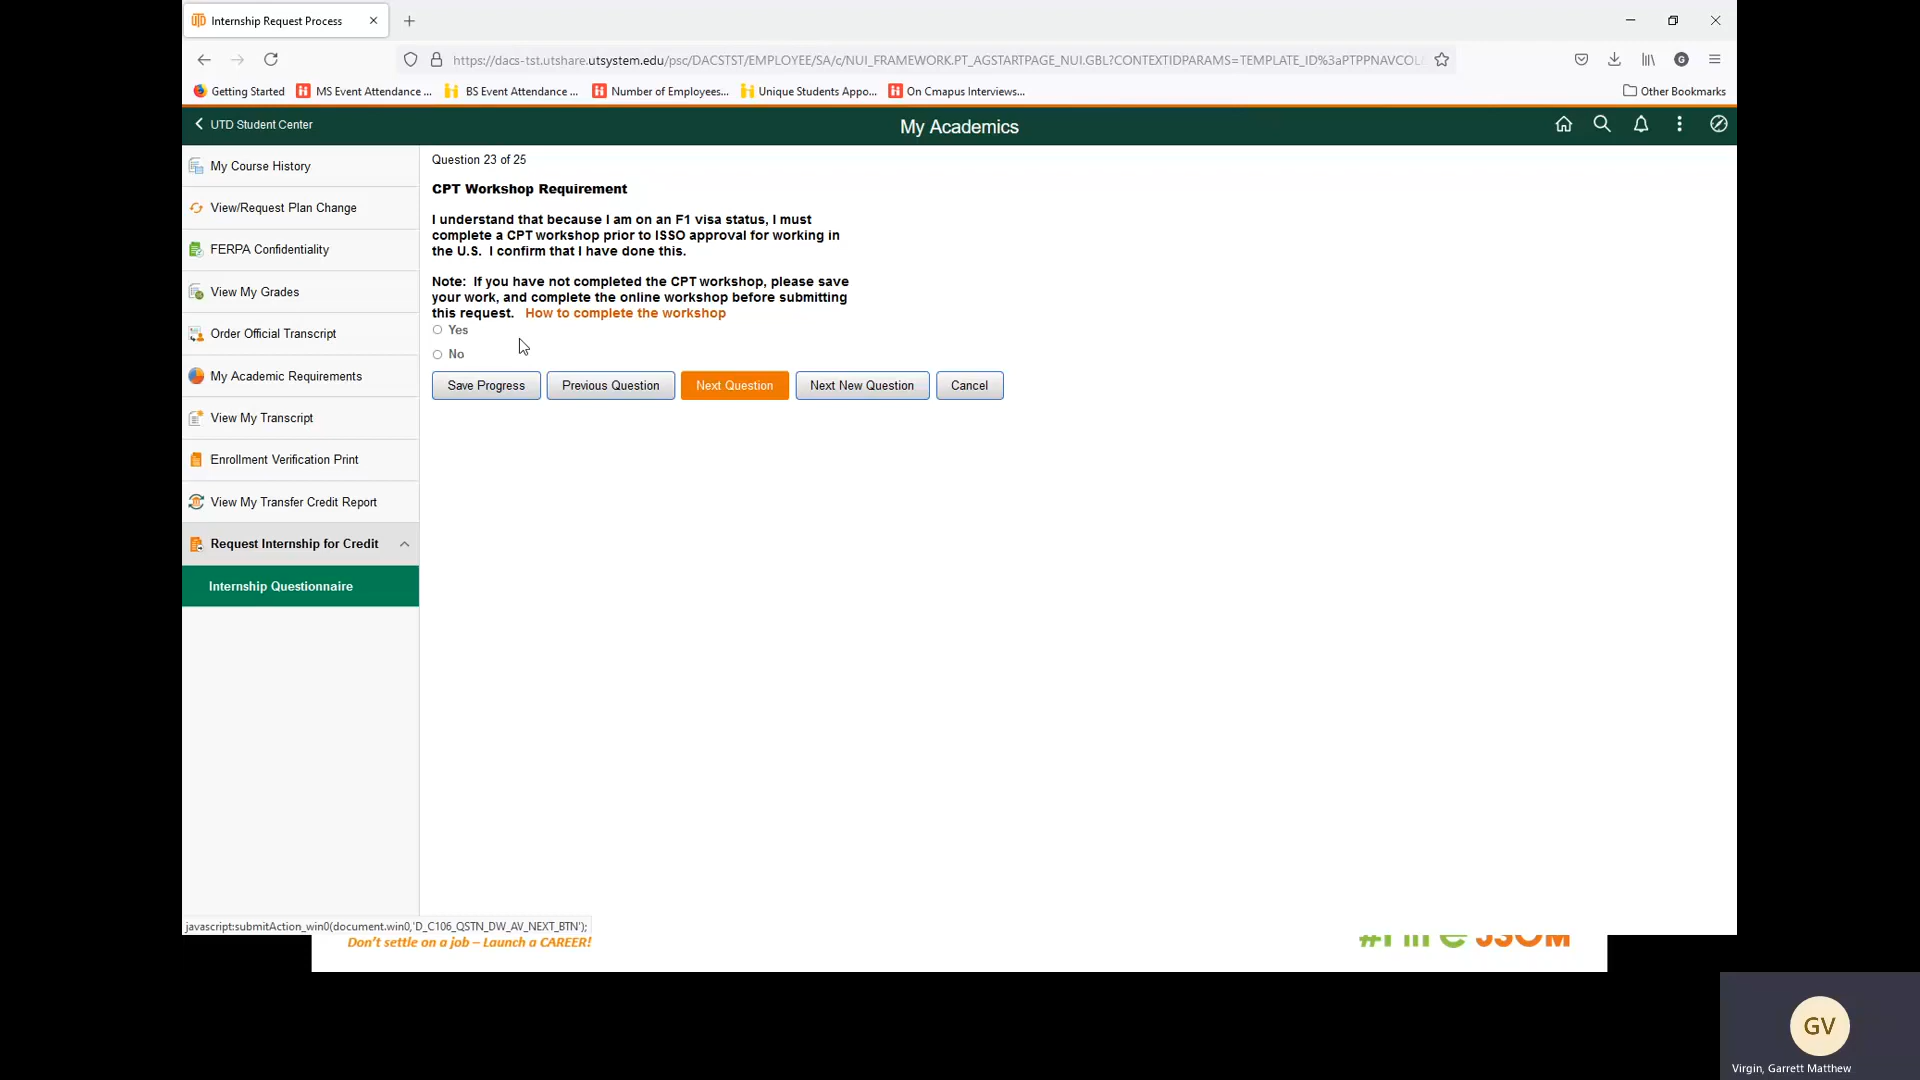 Internship Request Process
https://dacs-tst.utshare.utsystem.edu/psc/DACSTST/EMPLOYEE/SA/c/NUI_FRAMEWORK.PT_AGSTARTPAGE_NUI.GBL?CONTEXTIDPARAMS=TEMPLATE_ID%3aPTPPNAVCOL
Getting Started MS Event Attendance ... BS Event Attendance ... Number of Employees... Unique Students Appo... On Cmapus Interviews... Other Bookmarks
UTD Student Center
My Academics
My Course History
View/Request Plan Change
FERPA Confidentiality
View My Grades
Order Official Transcript
My Academic Requirements
View My Transcript
Enrollment Verification Print
View My Transfer Credit Report
Request Internship for Credit
Internship Questionnaire
Question 23 of 25
CPT Workshop Requirement
I understand that because I am on an F1 visa status, I must
complete a CPT workshop prior to ISSO approval for working in
the U.S. I confirm that I have done this.
Note: If you have not completed the CPT workshop, please save
your work, and complete the online workshop before submitting
this request. How to complete the workshop
Yes
No
Save Progress Previous Question Next Question Next New Question Cancel
javascript:submitAction_win0(document.win0,'D_C106_QSTN_DW_AV_NEXT_BTN');
Don't settle on a job – Launch a CAREER!
#HireJSOM
GV
Virgin, Garrett Matthew